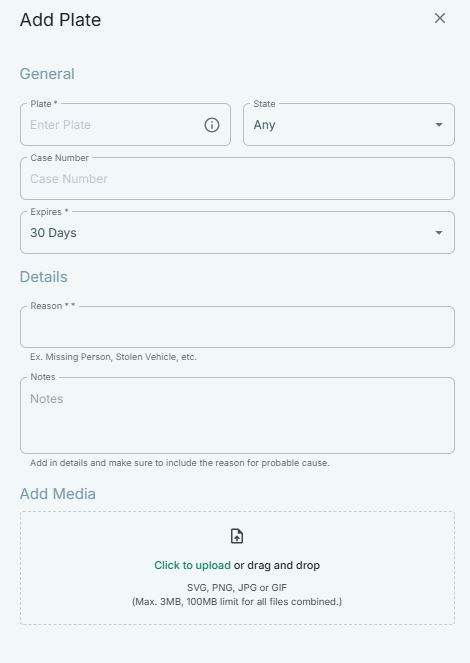 Add Plate
General
Plate *
State
Enter Plate
Any
Case Number
Case Number
Expires *
30 Days
Details
Reason * *
Ex. Missing Person, Stolen Vehicle, etc.
Notes
Notes
Add in details and make sure to include the reason for probable cause.
Add Media
Click to upload or drag and drop
SVG, PNG, JPG or GIF
(Max. 3MB, 100MB limit for all files combined.)